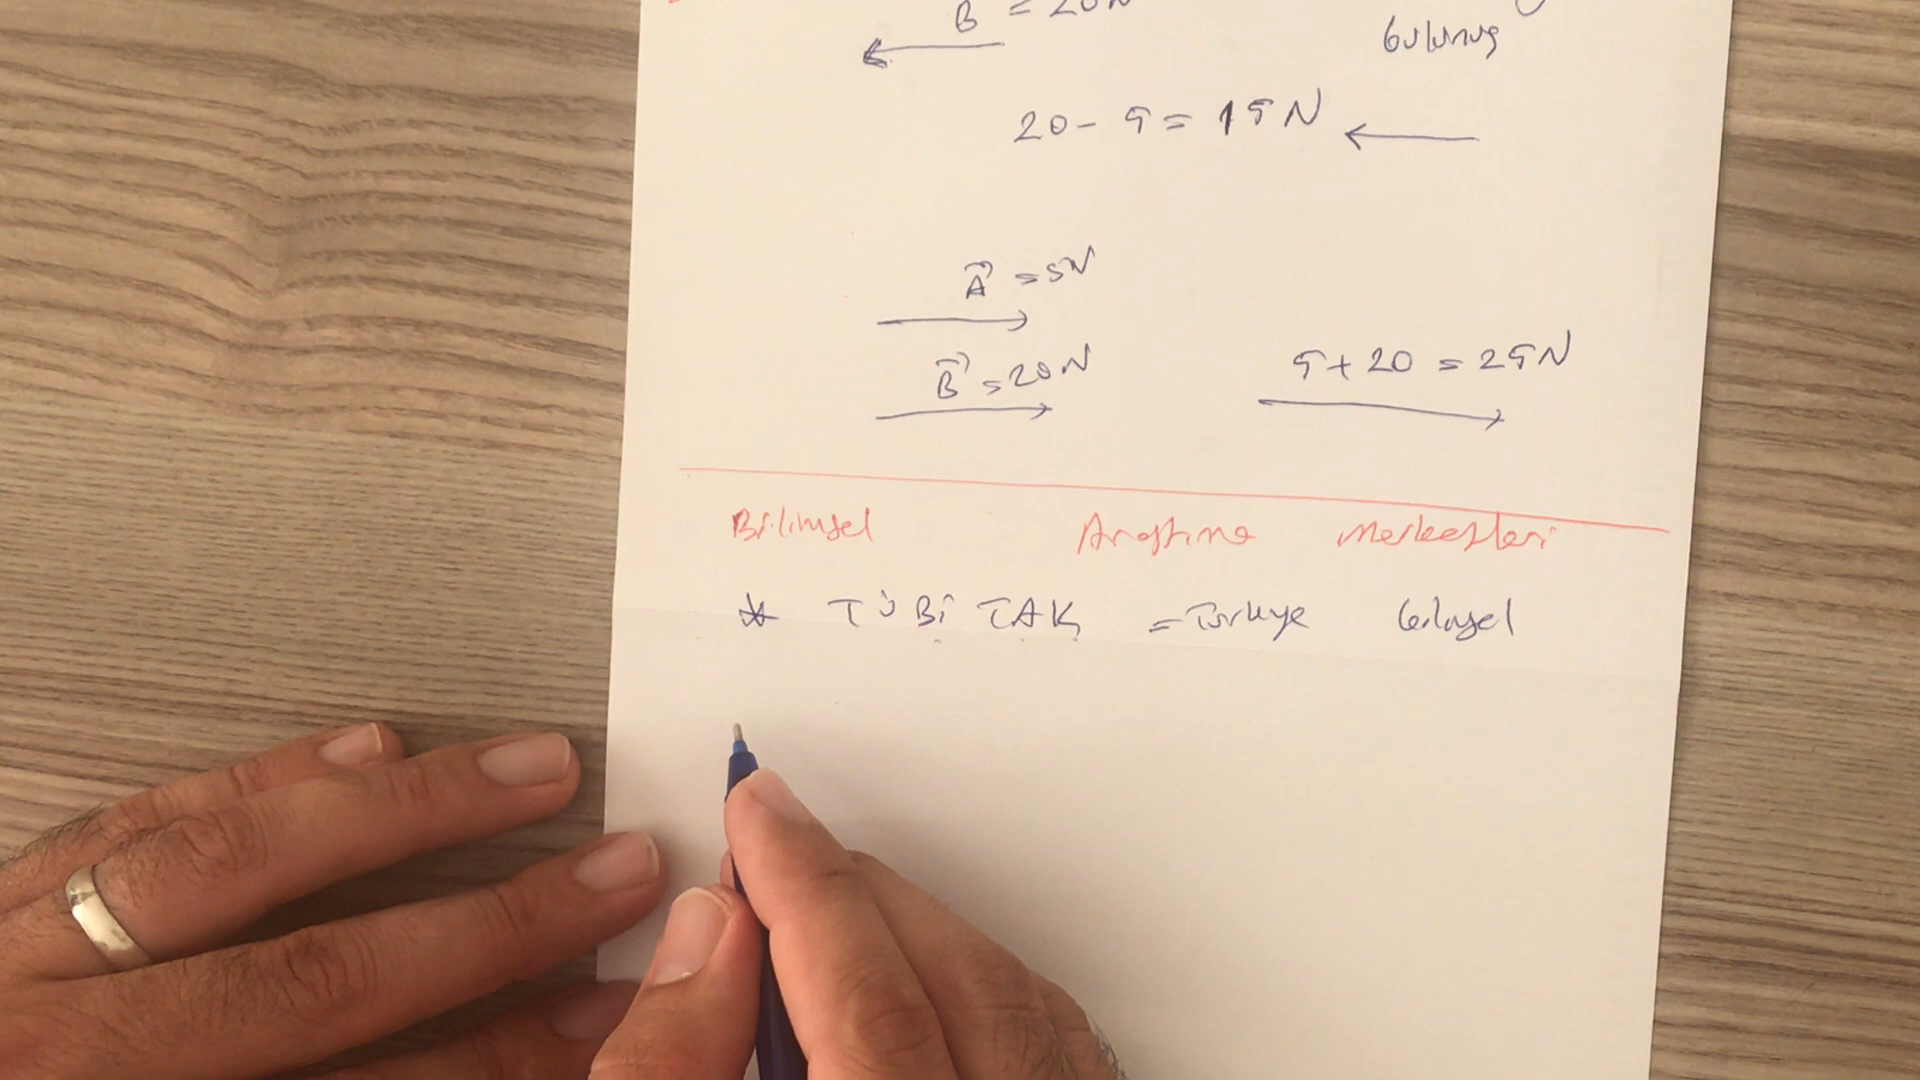 B = 20N
bulunuş
20 - 5 = 15N
A = 5N
B = 20N
5 + 20 = 25N
Bilimsel Araştırma Merkezleri
* TÜBİTAK = Türkiye bilimsel